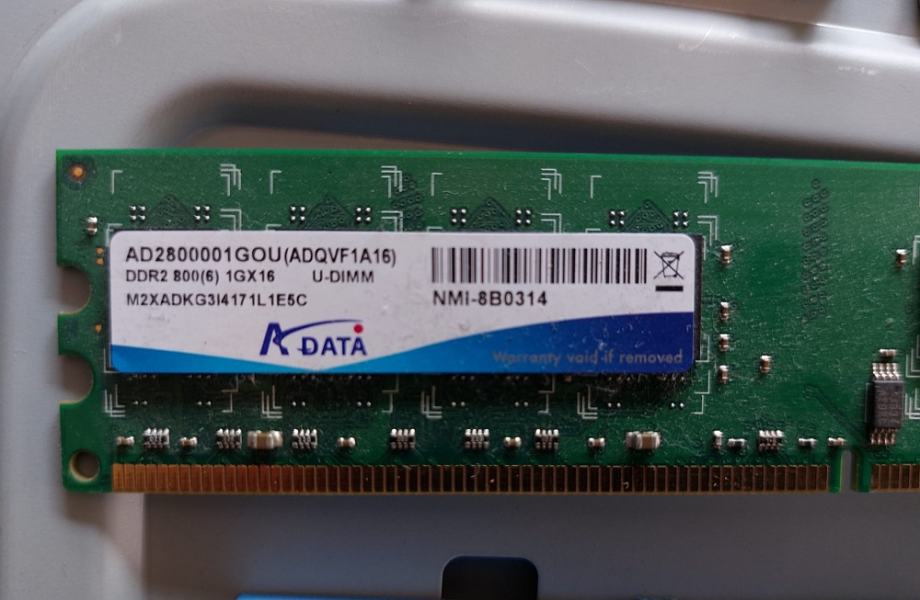 AD2800001GOU(ADQVF1A16)
DDR2 800(6) 1GX16 U-DIMM
M2XADKG3I4171L1E5C
NMI-8B0314
ADATA
Warranty void if removed